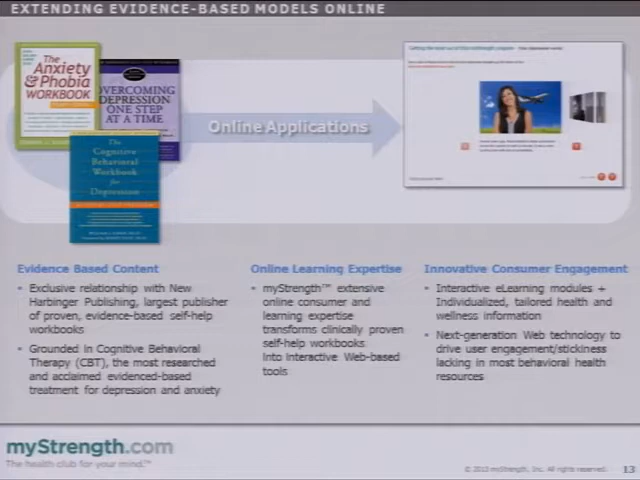 EXTENDING EVIDENCE-BASED MODELS ONLINE
The
Anxiety
& Phobia
WORKBOOK
OVERCOMING
DEPRESSION
ONE STEP
AT A TIME
The
Cognitive
Behavioral
Workbook
for
Depression
Online Applications
Evidence Based Content
Exclusive relationship with New
Harbinger Publishing, largest publisher
of proven, evidence-based self-help
workbooks
Grounded in Cognitive Behavioral
Therapy (CBT), the most researched
and acclaimed evidenced-based
treatment for depression and anxiety
Online Learning Expertise
myStrength™ extensive
online consumer and
learning expertise
transforms clinically proven
self-help workbooks
into interactive Web-based
tools
Innovative Consumer Engagement
Interactive eLearning modules +
Individualized, tailored health and
wellness information
Next-generation Web technology to
drive user engagement/stickiness
lacking in most behavioral health
resources
myStrength.com
The health club for your mind.™
myStrength, Inc. All rights reserved.
13